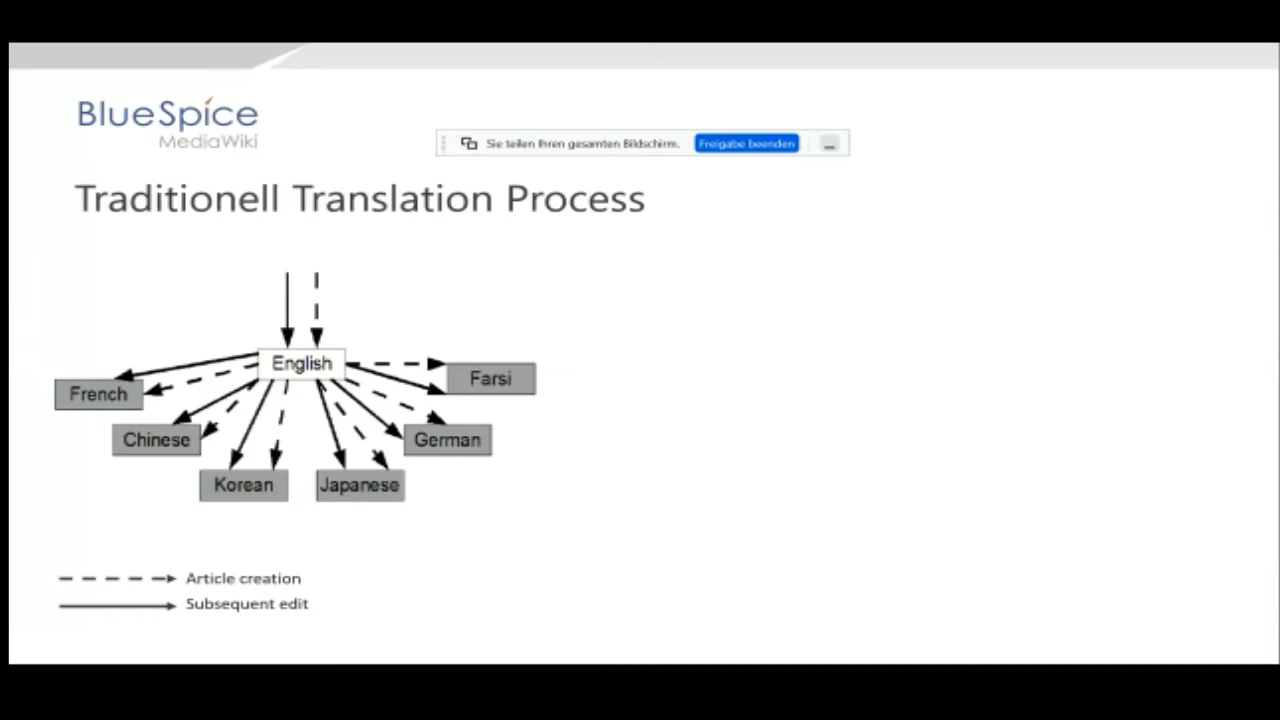 BlueSpice
MediaWiki
Sie teilen Ihren gesamten Bildschirm. Freigabe beenden
Traditionell Translation Process
English
Farsi
French
Chinese
German
Korean
Japanese
Article creation
Subsequent edit